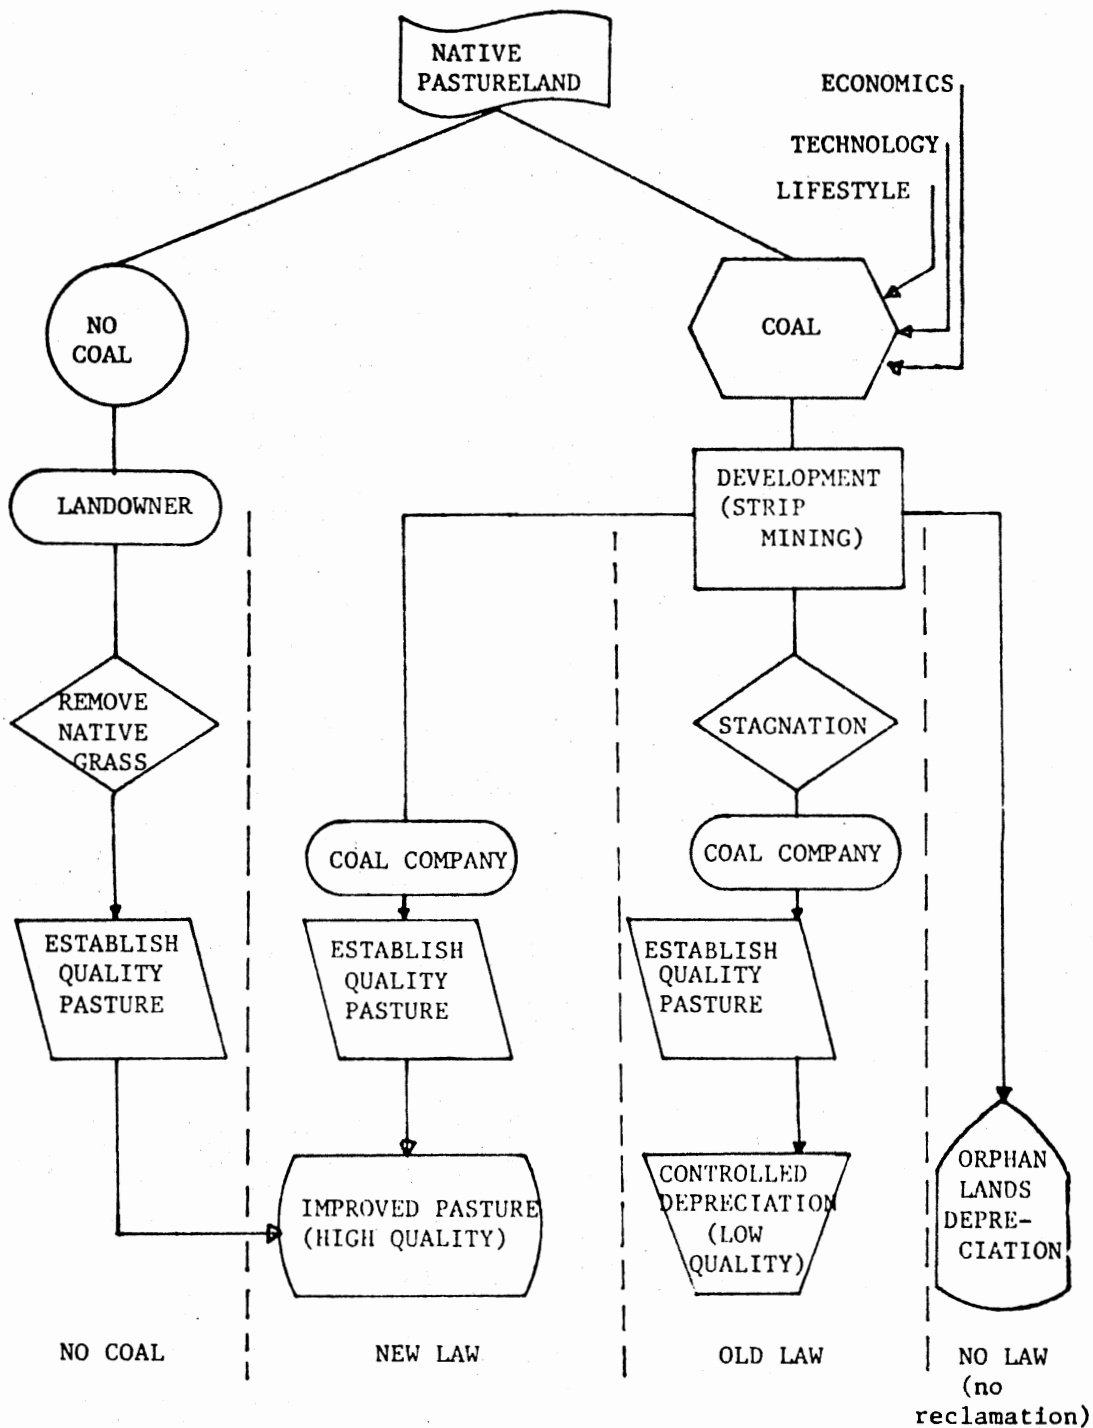 NATIVE
PASTURELAND
ECONOMICS
TECHNOLOGY
LIFESTYLE
NO
COAL
COAL
LANDOWNER
DEVELOPMENT
(STRIP
MINING)
REMOVE
NATIVE
GRASS
STAGNATION
COAL COMPANY
COAL COMPANY
ESTABLISH
QUALITY
PASTURE
ESTABLISH
QUALITY
PASTURE
ESTABLISH
QUALITY
PASTURE
IMPROVED PASTURE
(HIGH QUALITY)
CONTROLLED
DEPRECIATION
(LOW
QUALITY)
ORPHAN
LANDS
DEPRE-
CIATION
NO COAL
NEW LAW
OLD LAW
NO LAW
(no
reclamation)